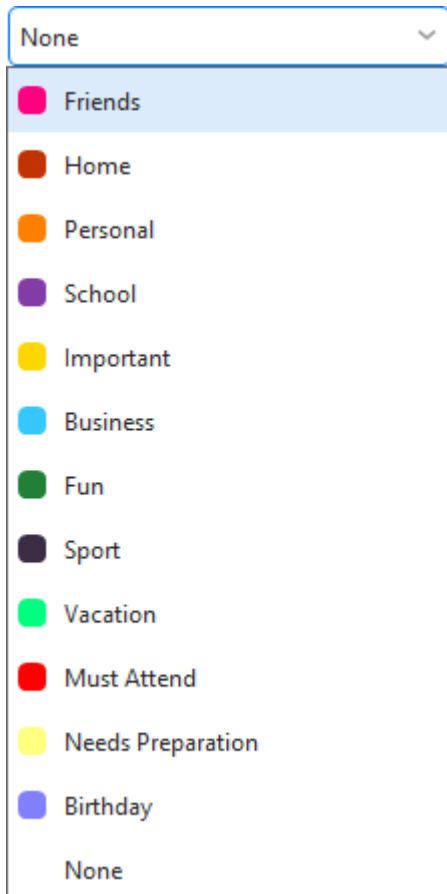 None
Friends
Home
Personal
School
Important
Business
Fun
Sport
Vacation
Must Attend
Needs Preparation
Birthday
None